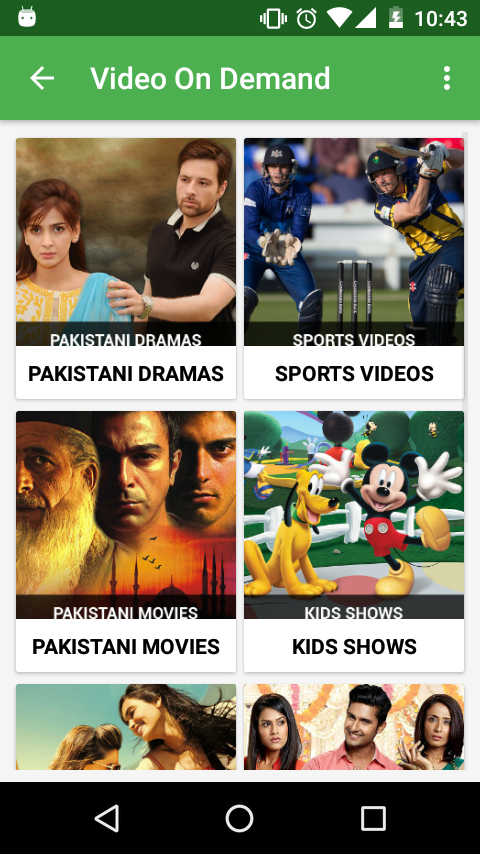 10:43
Video On Demand
PAKISTANI DRAMAS
SPORTS VIDEOS
PAKISTANI DRAMAS
SPORTS VIDEOS
PAKISTANI MOVIES
KIDS SHOWS
PAKISTANI MOVIES
KIDS SHOWS